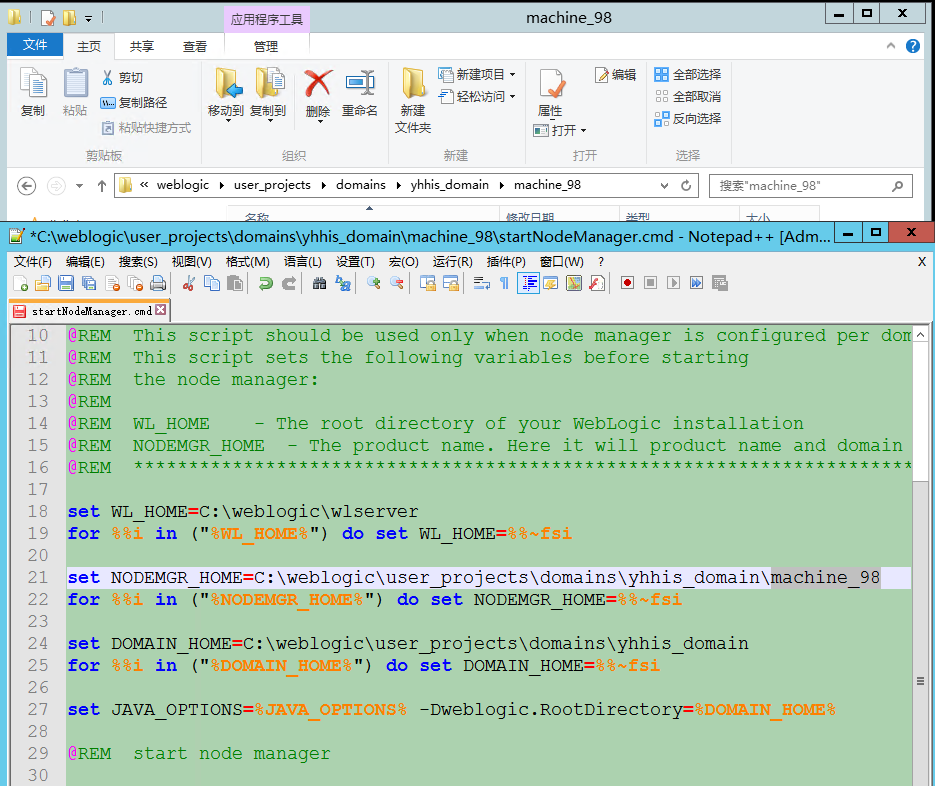 应用程序工具
machine_98
文件 主页 共享 查看 管理
复制
粘贴
剪切
复制路径
粘贴快捷方式
剪贴板
移动到
复制到
删除
重命名
组织
新建
文件夹
新建项目
轻松访问
新建
属性
打开
编辑
打开
全部选择
全部取消
反向选择
选择
« weblogic user_projects domains yhhis_domain machine_98
搜索"machine_98"
名称 修改日期 类型 大小
*C:\weblogic\user_projects\domains\yhhis_domain\machine_98\startNodeManager.cmd - Notepad++ [Adm...
文件(F) 编辑(E) 搜索(S) 视图(V) 格式(M) 语言(L) 设置(T) 宏(O) 运行(R) 插件(P) 窗口(W) ? X
startNodeManager.cmd
10 @REM  This script should be used only when node manager is configured per dom
11 @REM  This script sets the following variables before starting
12 @REM  the node manager:
13 @REM
14 @REM  WL_HOME    - The root directory of your WebLogic installation
15 @REM  NODEMGR_HOME  - The product name. Here it will product name and domain
16 @REM  ***********************************************************************
17
18 set WL_HOME=C:\weblogic\wlserver
19 for %%i in ("%WL_HOME%") do set WL_HOME=%%~fsi
20
21 set NODEMGR_HOME=C:\weblogic\user_projects\domains\yhhis_domain\machine_98
22 for %%i in ("%NODEMGR_HOME%") do set NODEMGR_HOME=%%~fsi
23
24 set DOMAIN_HOME=C:\weblogic\user_projects\domains\yhhis_domain
25 for %%i in ("%DOMAIN_HOME%") do set DOMAIN_HOME=%%~fsi
26
27 set JAVA_OPTIONS=%JAVA_OPTIONS% -Dweblogic.RootDirectory=%DOMAIN_HOME%
28
29 @REM  start node manager
30